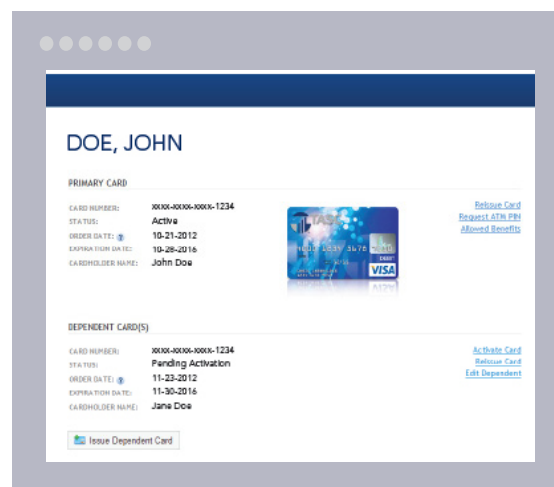 DOE, JOHN
PRIMARY CARD
CARD NUMBER: xxxx-xxxx-xxxx-1234
STATUS: Active
ORDER DATE: ? 10-21-2012
EXPIRATION DATE: 10-28-2016
CARDHOLDER NAME: John Doe
TASC
DEBIT
VISA
Reissue Card
Request ATM PIN
Allowed Benefits
DEPENDENT CARD(S)
CARD NUMBER: xxxx-xxxx-xxxx-1234
STATUS: Pending Activation
ORDER DATE: ? 11-23-2012
EXPIRATION DATE: 11-30-2016
CARDHOLDER NAME: Jane Doe
Activate Card
Reissue Card
Edit Dependent
Issue Dependent Card